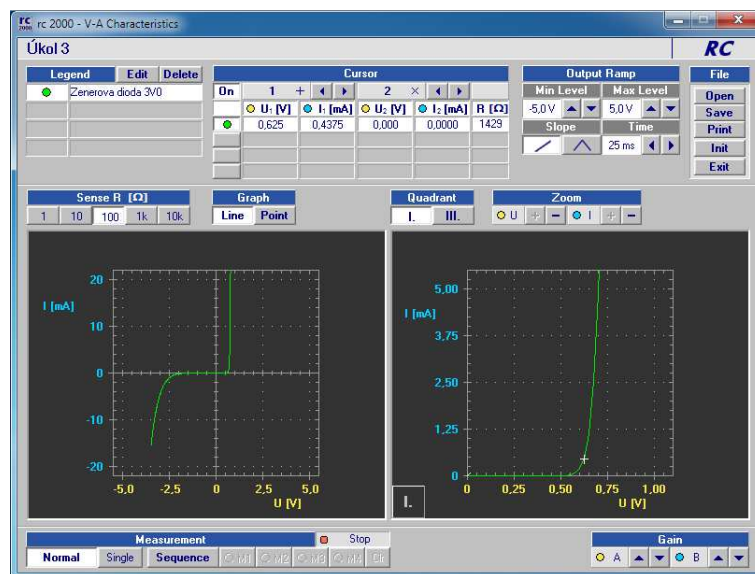 rc 2000 - V-A Characteristics
Úkol 3
RC
Legend Edit Delete
Zenerova dioda 3V0
Cursor
On 1 + 2 ×
U₁ [V] I₁ [mA] U₂ [V] I₂ [mA] R [Ω]
0,625 0,4375 0,000 0,0000 1429
Output Ramp
Min Level Max Level
-5,0 V 5,0 V
Slope Time
25 ms
File
Open
Save
Print
Init
Exit
Sense R [Ω]
1 10 100 1k 10k
Graph
Line Point
Quadrant
I. III.
Zoom
U + - I + -
20
I [mA]
10
0
-10
-20
-5,0 -2,5 0 2,5 5,0
U [V]
5,00
I [mA]
3,75
2,50
1,25
0
0 0,25 0,50 0,75 1,00
U [V]
I.
Measurement Stop
Normal Single Sequence M1 M2 M3 M4 Clr
Gain
A B